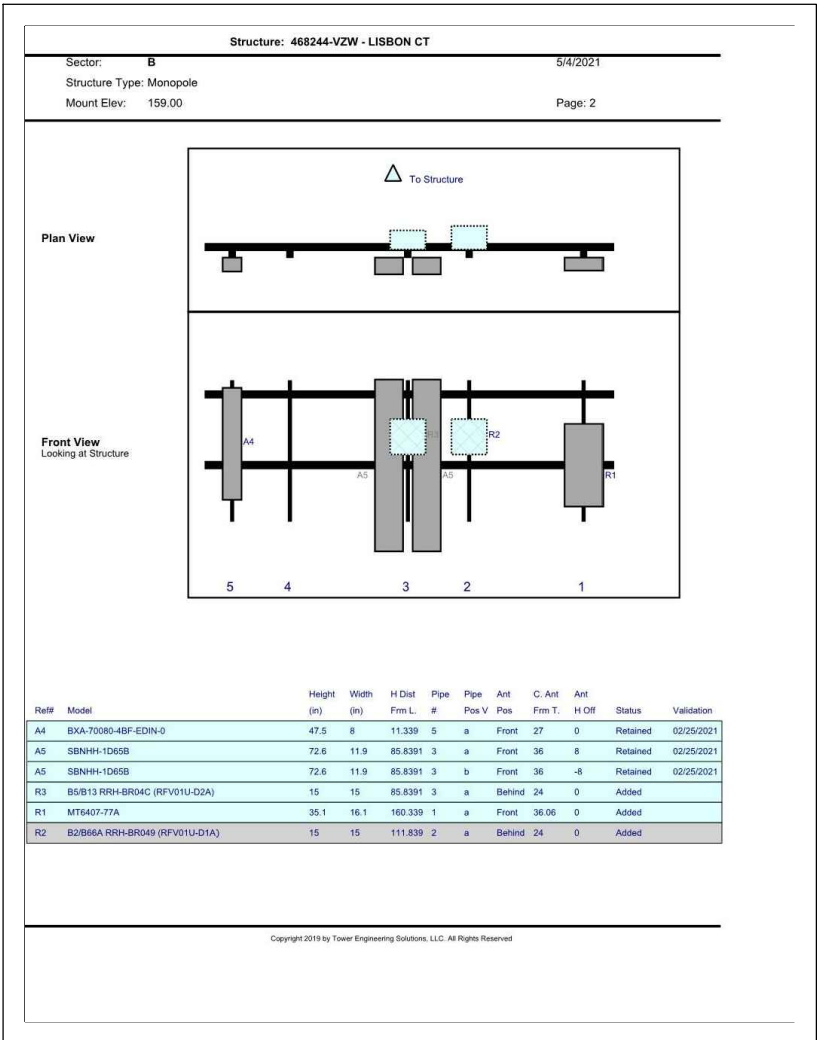 Structure: 468244-VZW - LISBON CT
Sector: B 5/4/2021
Structure Type: Monopole
Mount Elev: 159.00 Page: 2
Plan View
To Structure
Front View
Looking at Structure
A4
R3
R2
A5
A5
R1
5 4 3 2 1
Height Width H Dist Pipe Pipe Ant C. Ant Ant
Ref# Model (in) (in) Frm L. # Pos V Pos Frm T. H Off Status Validation
A4 BXA-70080-4BF-EDIN-0 47.5 8 11.339 5 a Front 27 0 Retained 02/25/2021
A5 SBNHH-1D65B 72.6 11.9 85.8391 3 a Front 36 8 Retained 02/25/2021
A5 SBNHH-1D65B 72.6 11.9 85.8391 3 b Front 36 -8 Retained 02/25/2021
R3 B5/B13 RRH-BR04C (RFV01U-D2A) 15 15 85.8391 3 a Behind 24 0 Added
R1 MT6407-77A 35.1 16.1 160.339 1 a Front 36.06 0 Added
R2 B2/B66A RRH-BR049 (RFV01U-D1A) 15 15 111.839 2 a Behind 24 0 Added
Copyright 2019 by Tower Engineering Solutions, LLC. All Rights Reserved